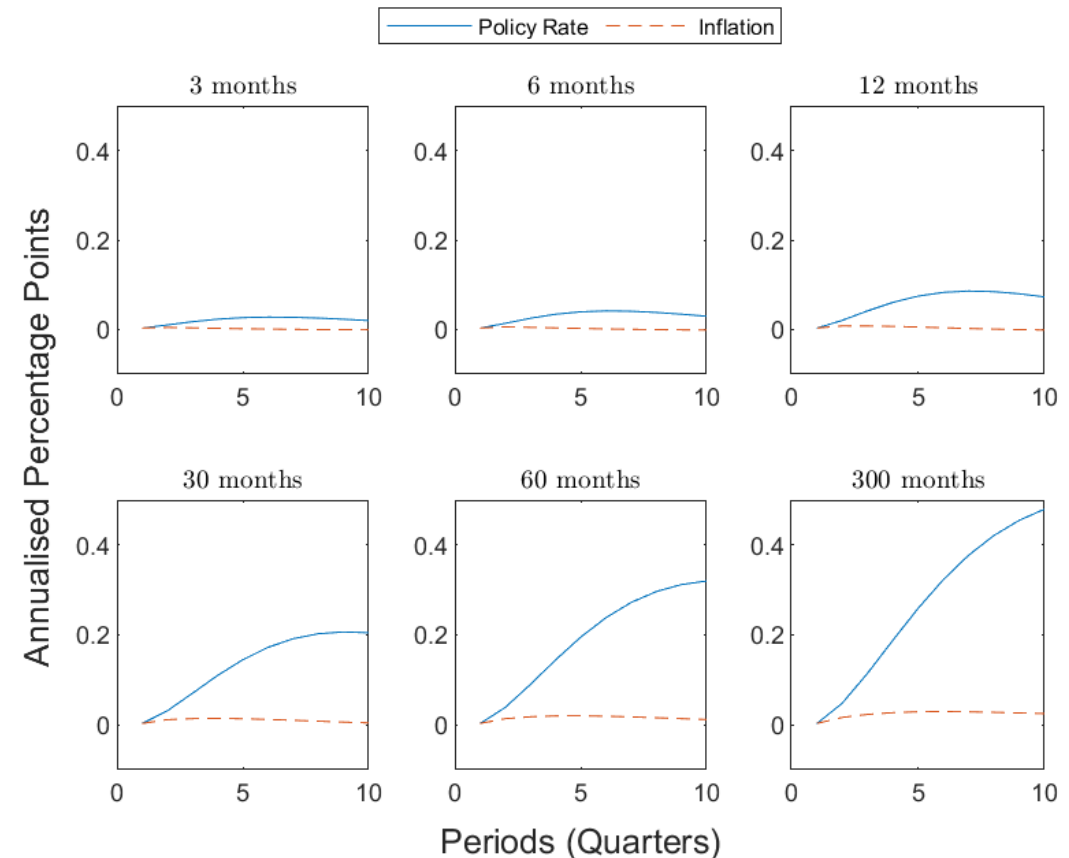 Policy Rate Inflation
3 months 6 months 12 months
0.4 0.4 0.4
0.2 0.2 0.2
0 0 0
0 5 10 0 5 10 0 5 10
Annualised Percentage Points
30 months 60 months 300 months
0.4 0.4 0.4
0.2 0.2 0.2
0 0 0
0 5 10 0 5 10 0 5 10
Periods (Quarters)